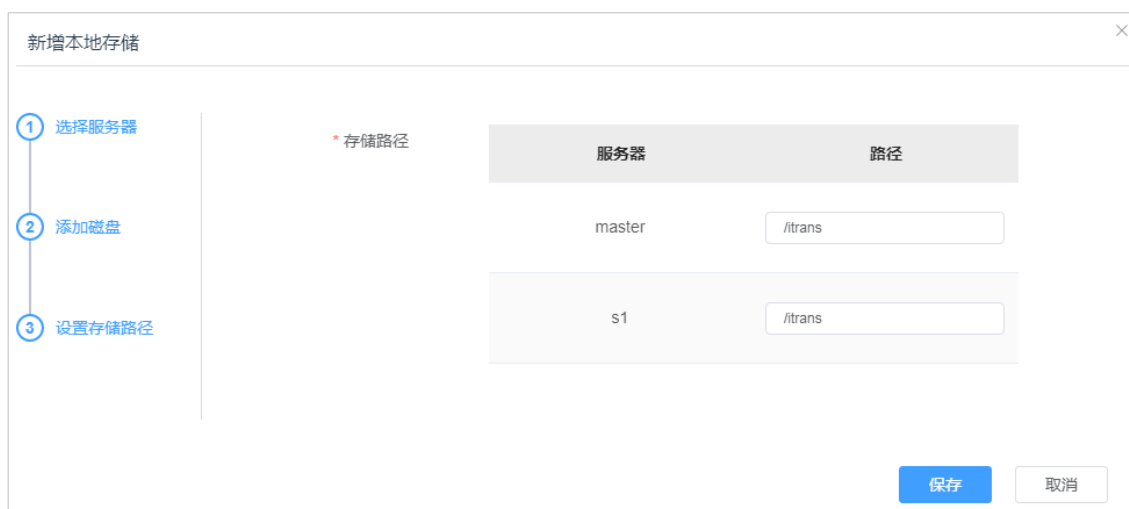 新增本地存储
1 选择服务器
2 添加磁盘
3 设置存储路径
* 存储路径
服务器 路径
master /itrans
s1 /itrans
保存 取消